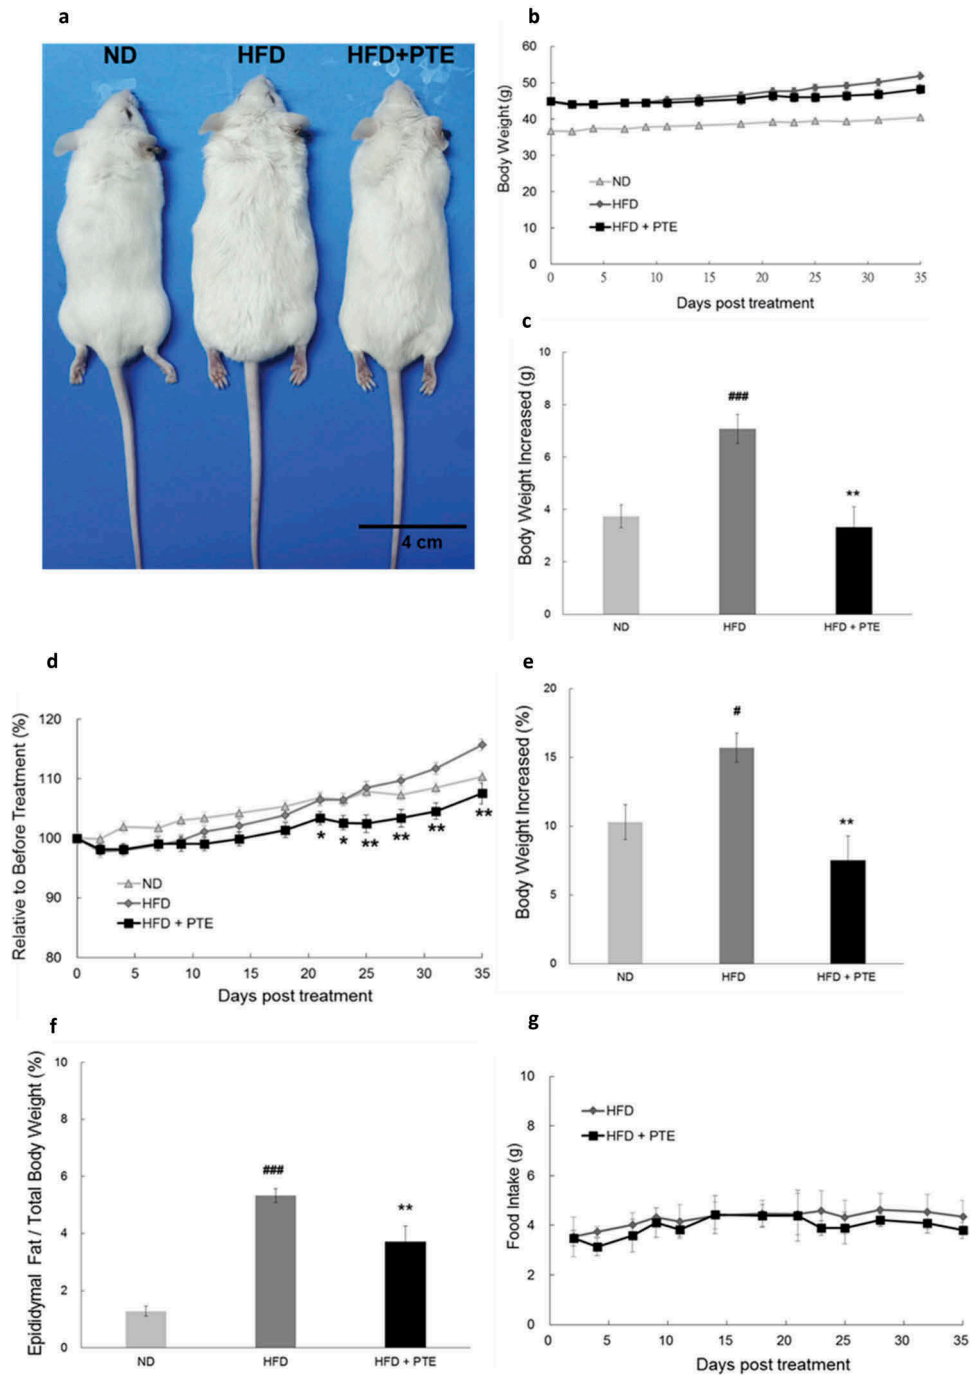 a
ND HFD HFD+PTE
4 cm
b
Body Weight (g)
60
50
40
30
20
10
0
ND
HFD
HFD + PTE
0 5 10 15 20 25 30 35
Days post treatment
c
Body Weight Increased (g)
10
8
6
4
2
0
###
**
ND HFD HFD + PTE
d
Relative to Before Treatment (%)
120
110
100
90
80
* * ** ** ** **
ND
HFD
HFD + PTE
0 5 10 15 20 25 30 35
Days post treatment
e
Body Weight Increased (%)
20
15
10
5
0
#
**
ND HFD HFD + PTE
f
Epididymal Fat / Total Body Weight (%)
10
8
6
4
2
0
###
**
ND HFD HFD + PTE
g
Food Intake (g)
10
8
6
4
2
0
HFD
HFD + PTE
0 5 10 15 20 25 30 35
Days post treatment